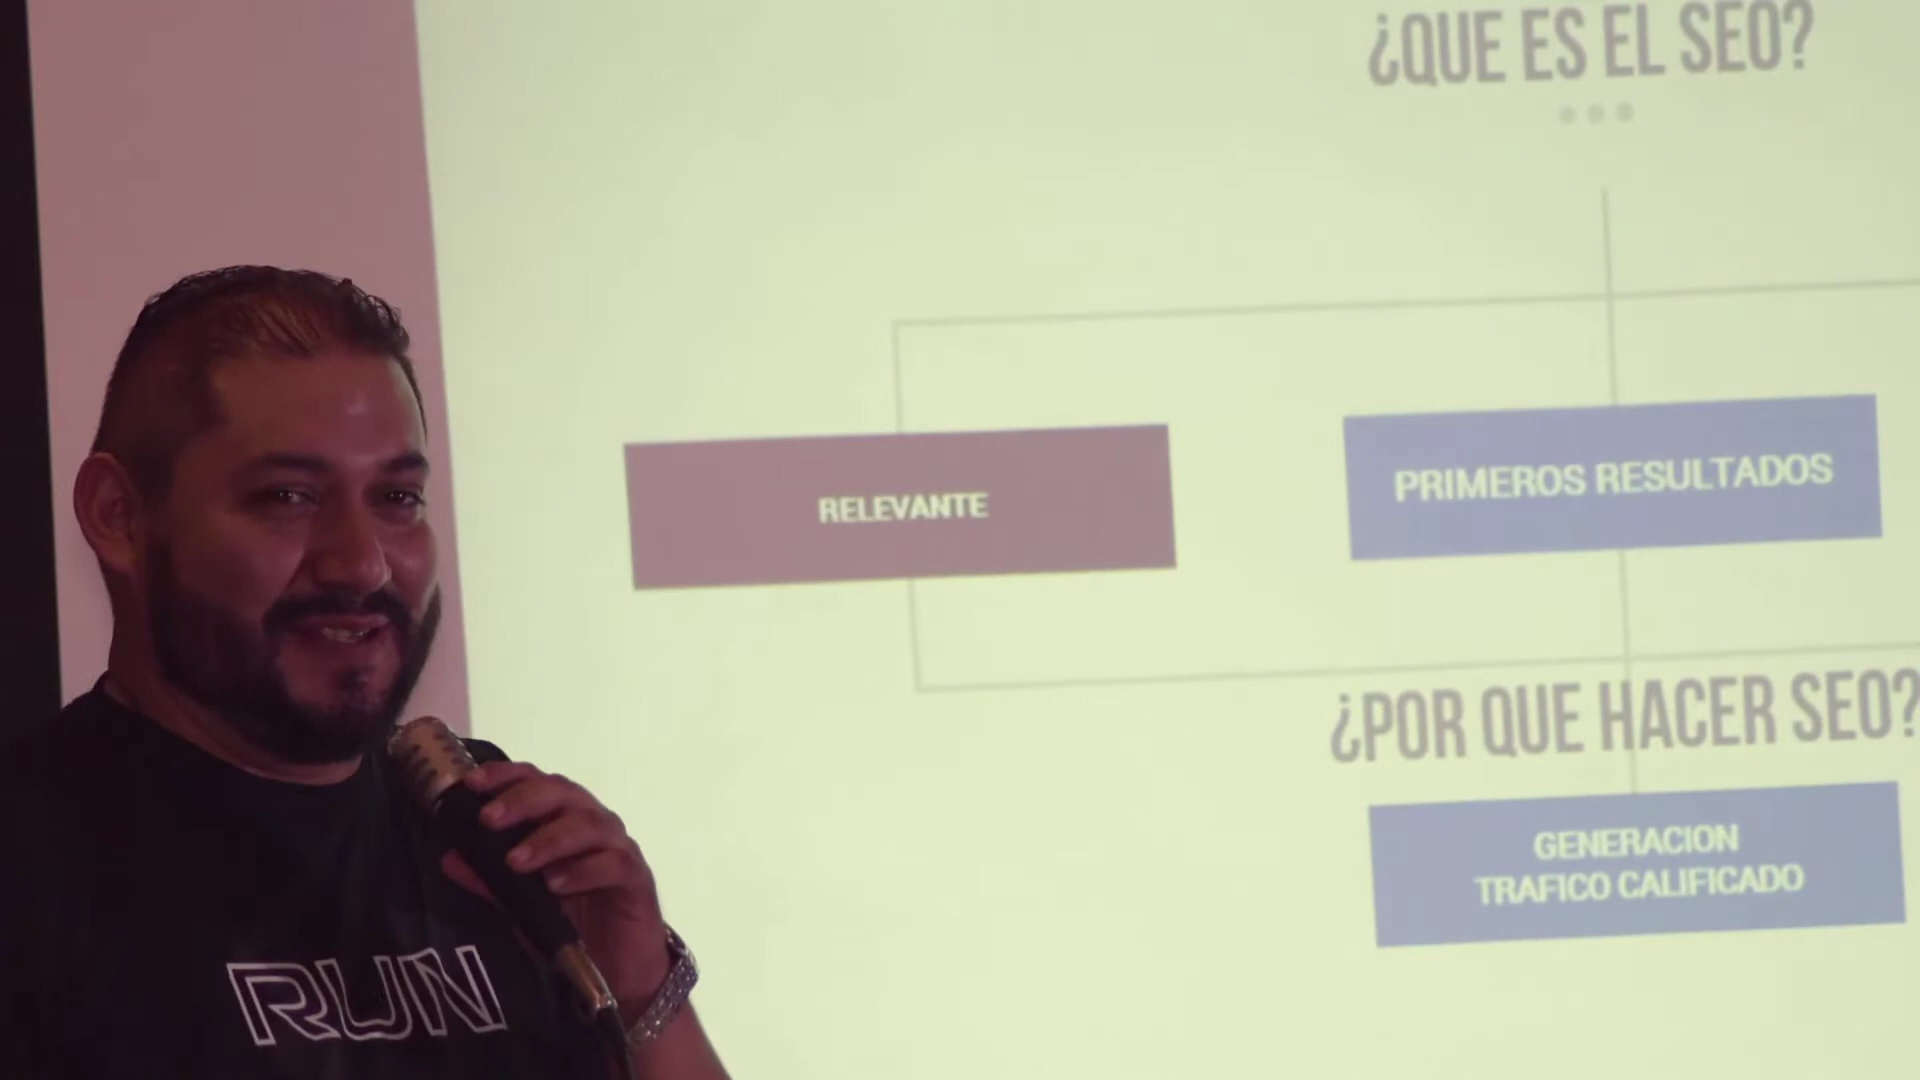 ¿QUE ES EL SEO?
RELEVANTE
PRIMEROS RESULTADOS
¿POR QUE HACER SEO?
GENERACION
TRAFICO CALIFICADO
RUN